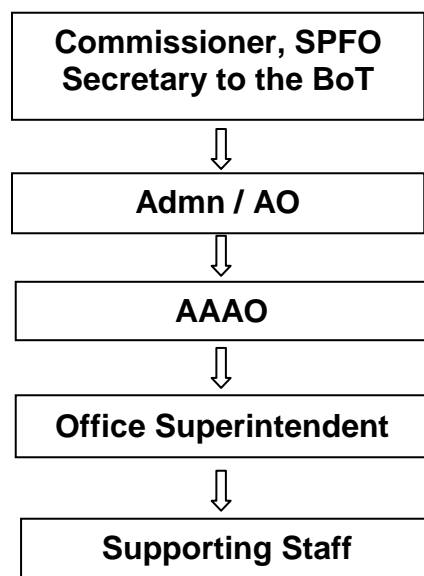 Commissioner, SPFO
Secretary to the BoT
Admn / AO
AAAO
Office Superintendent
Supporting Staff